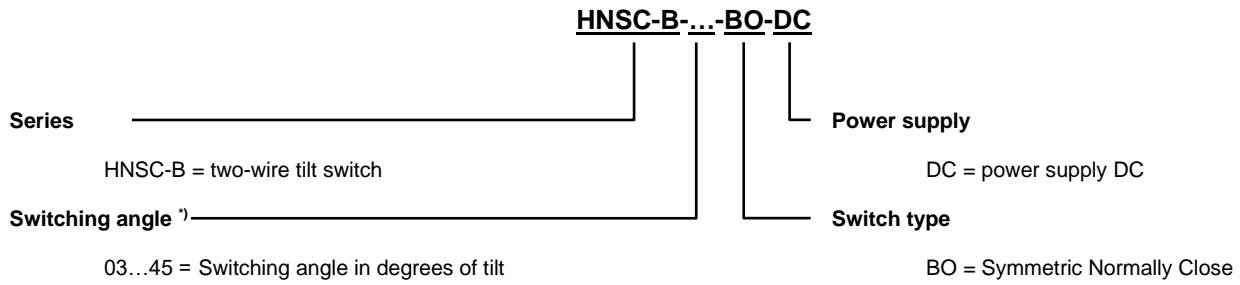 HNSC-B-…-BO-DC
Series
Power supply
HNSC-B = two-wire tilt switch
DC = power supply DC
Switching angle *)
Switch type
03…45 = Switching angle in degrees of tilt
BO = Symmetric Normally Close